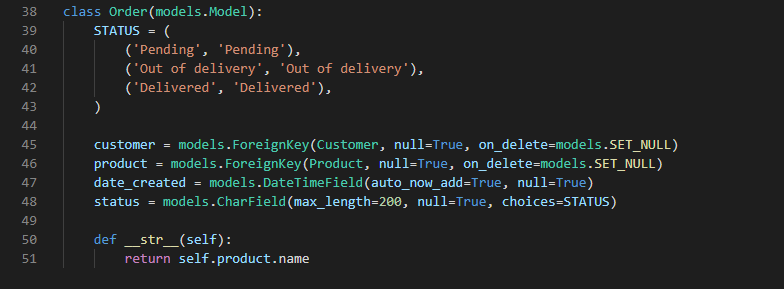 38 class Order(models.Model):
39     STATUS = (
40         ('Pending', 'Pending'),
41         ('Out of delivery', 'Out of delivery'),
42         ('Delivered', 'Delivered'),
43     )
44
45     customer = models.ForeignKey(Customer, null=True, on_delete=models.SET_NULL)
46     product = models.ForeignKey(Product, null=True, on_delete=models.SET_NULL)
47     date_created = models.DateTimeField(auto_now_add=True, null=True)
48     status = models.CharField(max_length=200, null=True, choices=STATUS)
49
50     def __str__(self):
51         return self.product.name